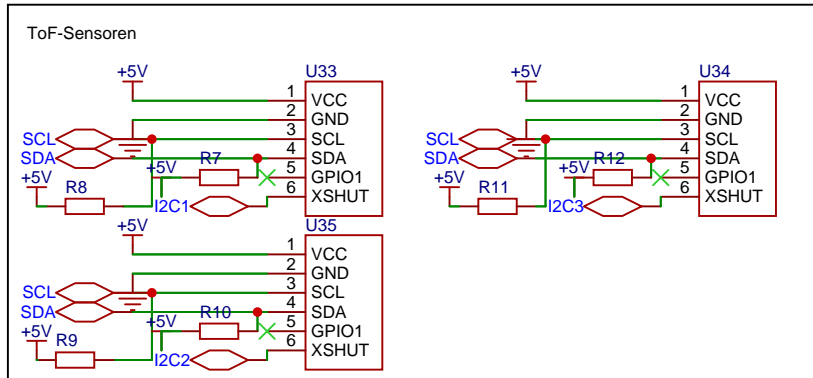 ToF-Sensoren
+5V
U33
1 VCC
2 GND
SCL
3 SCL
SDA
4 SDA
+5V
R7
5 GPIO1
+5V
R8
I2C1
6 XSHUT
+5V
U34
1 VCC
2 GND
SCL
3 SCL
SDA
4 SDA
+5V
R12
5 GPIO1
+5V
R11
I2C3
6 XSHUT
+5V
U35
1 VCC
2 GND
SCL
3 SCL
SDA
4 SDA
+5V
R10
5 GPIO1
+5V
R9
I2C2
6 XSHUT